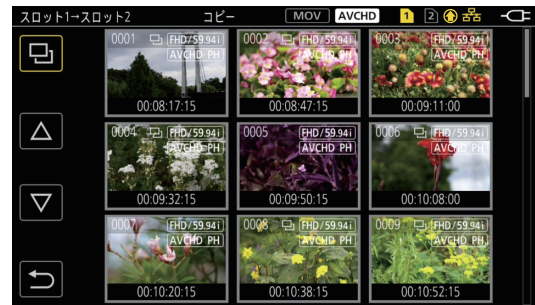 スロット1→スロット2 コピー MOV AVCHD 1 2
0001 FHD/59.94i 0002 FHD/59.94i 0003 FHD/59.94i
AVCHD PH AVCHD PH AVCHD PH
00:08:17:15 00:08:47:15 00:09:11:00
0004 FHD/59.94i 0005 FHD/59.94i 0006 FHD/59.94i
AVCHD PH AVCHD PH AVCHD PH
00:09:32:15 00:09:50:15 00:10:08:00
0007 FHD/59.94i 0008 FHD/59.94i 0009 FHD/59.94i
AVCHD PH AVCHD PH AVCHD PH
00:10:20:15 00:10:38:15 00:10:52:15